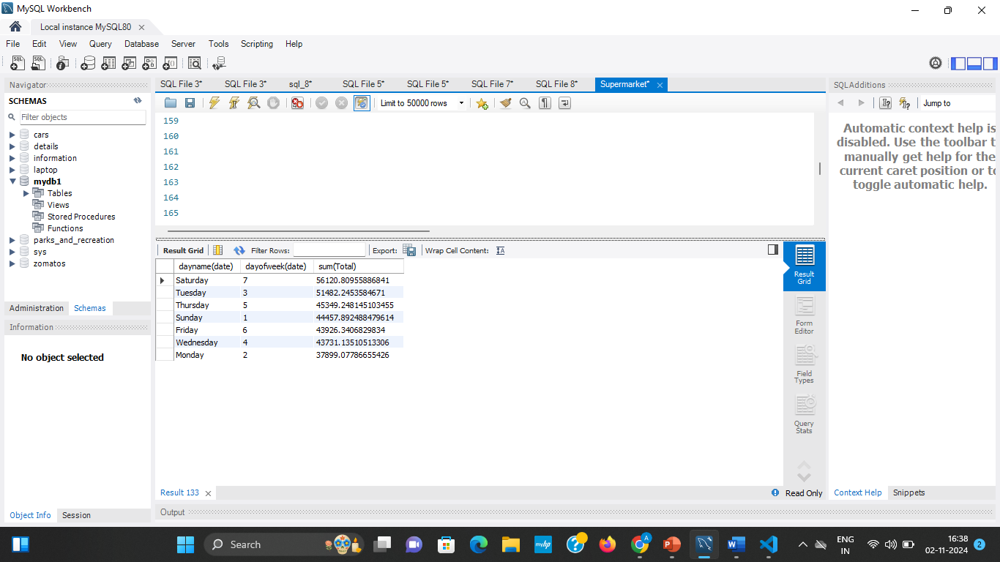 MySQL Workbench
Local instance MySQL80
File Edit View Query Database Server Tools Scripting Help
Navigator
SCHEMAS
Filter objects
cars
details
information
laptop
mydb1
Tables
Views
Stored Procedures
Functions
parks_and_recreation
sys
zomatos
Administration Schemas
Information
No object selected
Object Info Session
SQL File 3* SQL File 3* sql_8* SQL File 5* SQL File 5* SQL File 7* SQL File 8* Supermarket*
Limit to 50000 rows
159
160
161
162
163
164
165
Result Grid Filter Rows: Export: Wrap Cell Content:
dayname(date) dayofweek(date) sum(Total)
Saturday 7 56120.80955886841
Tuesday 3 51482.2453584671
Thursday 5 45349.248145103455
Sunday 1 44457.892488479614
Friday 6 43926.3406829834
Wednesday 4 43731.13510513306
Monday 2 37899.07786655426
Result
Grid
Form
Editor
Field
Types
Query
Stats
Result 133
Read Only
Output
SQLAdditions
Jump to
Automatic context help is
disabled. Use the toolbar t
manually get help for the
current caret position or to
toggle automatic help.
Context Help Snippets
Search
ENG
IN
16:38
02-11-2024
2